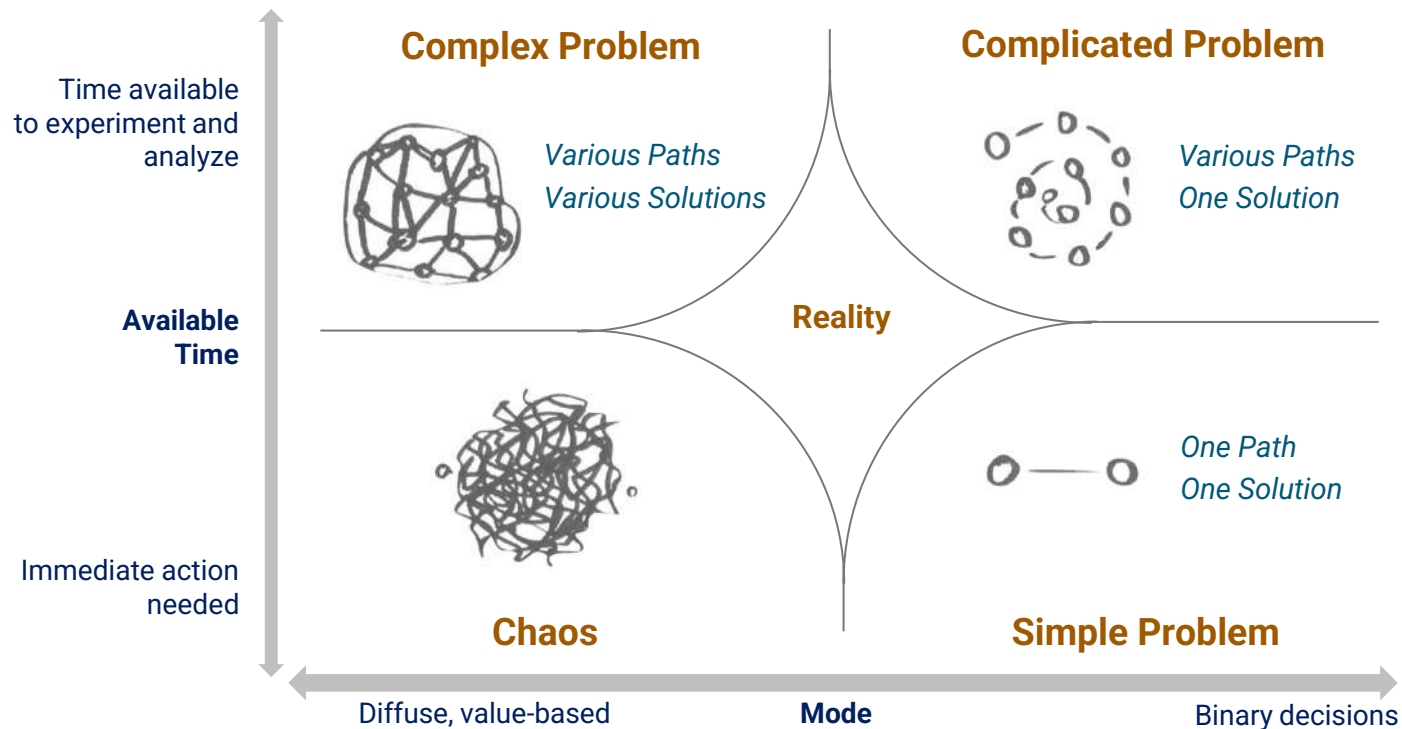 Complex Problem
Complicated Problem
Time available
to experiment and
analyze
Various Paths
Various Solutions
Various Paths
One Solution
Available
Time
Reality
One Path
One Solution
Immediate action
needed
Chaos
Simple Problem
Diffuse, value-based
Mode
Binary decisions